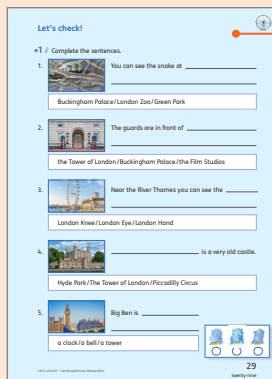 Let's check!
1 Complete the sentences.
1. You can see the snake at
Buckingham Palace/London Zoo/Green Park
2. The guards are in front of
the Tower of London/Buckingham Palace/the Film Studios
3. Near the River Thames you can see the
London Knee/London Eye/London Hand
4. is a very old castle.
Hyde Park/The Tower of London/Piccadilly Circus
5. Big Ben is
a clock/a bell/a tower
Let's check!
29
twenty-nine